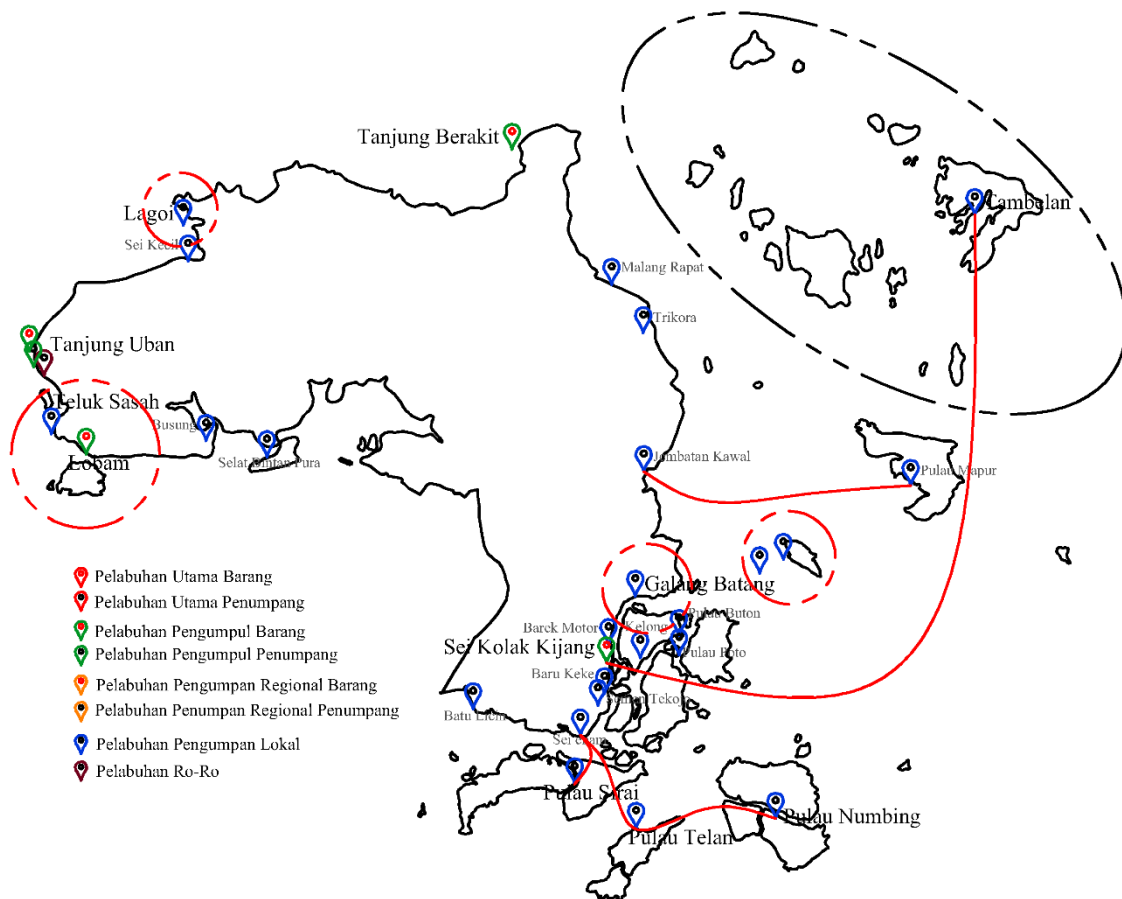 Tanjung Berakit
Tambelan
Lagoi
Sei Kecil
Malang Rapat
Trikora
Tanjung Uban
Teluk Sasah
Busung
Lobam
Selat Bintan Pura
Jembatan Kawal
Pulau Mapur
Galang Batang
Pulau Buton
Barek Motor
Kelong
Sei Kolak Kijang
Pulau Poto
Baru Keke
Batu Licin
Sei enam
Pulau Sirai
Pulau Telan
Pulau Numbing
Pelabuhan Utama Barang
Pelabuhan Utama Penumpang
Pelabuhan Pengumpul Barang
Pelabuhan Pengumpul Penumpang
Pelabuhan Pengumpan Regional Barang
Pelabuhan Penumpan Regional Penumpang
Pelabuhan Pengumpan Lokal
Pelabuhan Ro-Ro